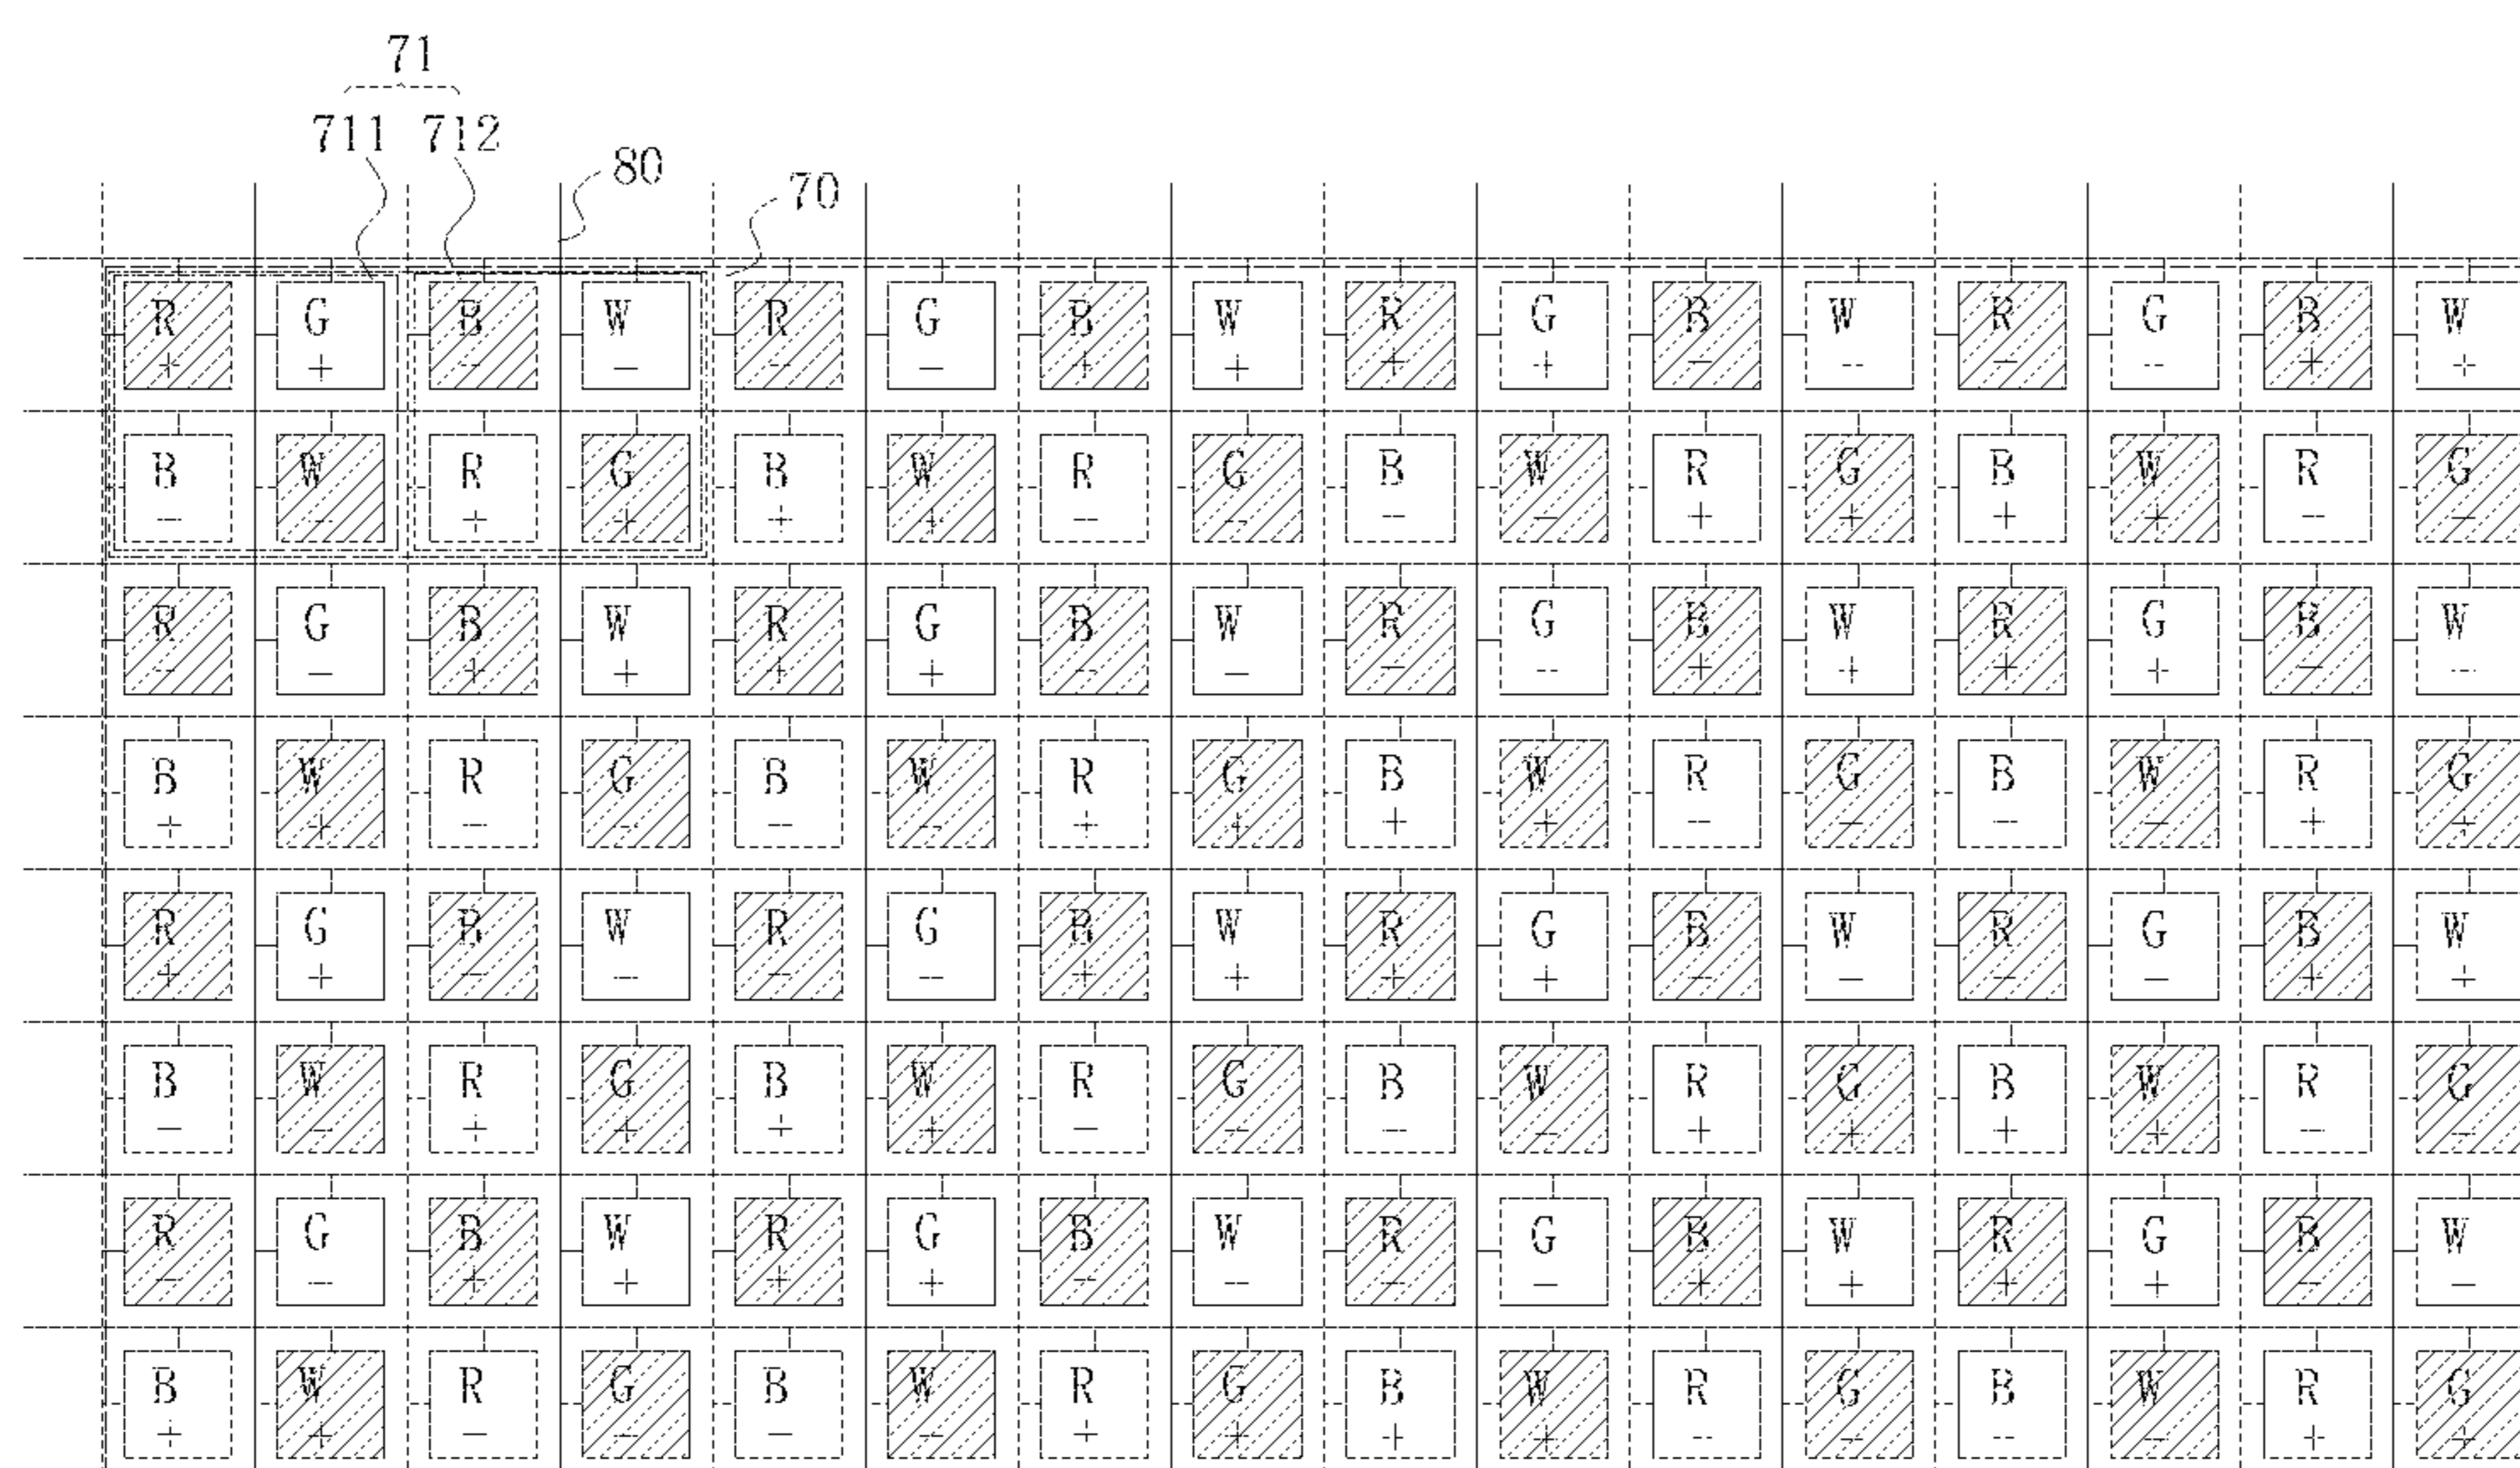 71
711 712
80
70
R G B W R G B W R G B W R G B W
+ + -- — -- — + + + + — -- — -- + +
B W R G B W R G B W R G B W R G
— -- + + + + — -- -- — + + + + -- —
R G B W R G B W R G B W R G B W
-- — + + + + -- — — -- + + + + — --
B W R G B W R G B W R G B W R G
+ + — -- — -- + + + + — — — — + +
R G B W R G B W R G B W R G B W
+ + — — — -- + + + + -- — — — + +
B W R G B W R G B W R G B W R G
— — + + + + — -- — -- + + + + — --
R G B W R G B W R G B W R G B W
— — + + + + — -- -- — + + + + -- —
B W R G B W R G B W R G B W R G
+ + — -- — -- + + + + -- -- -- — + +